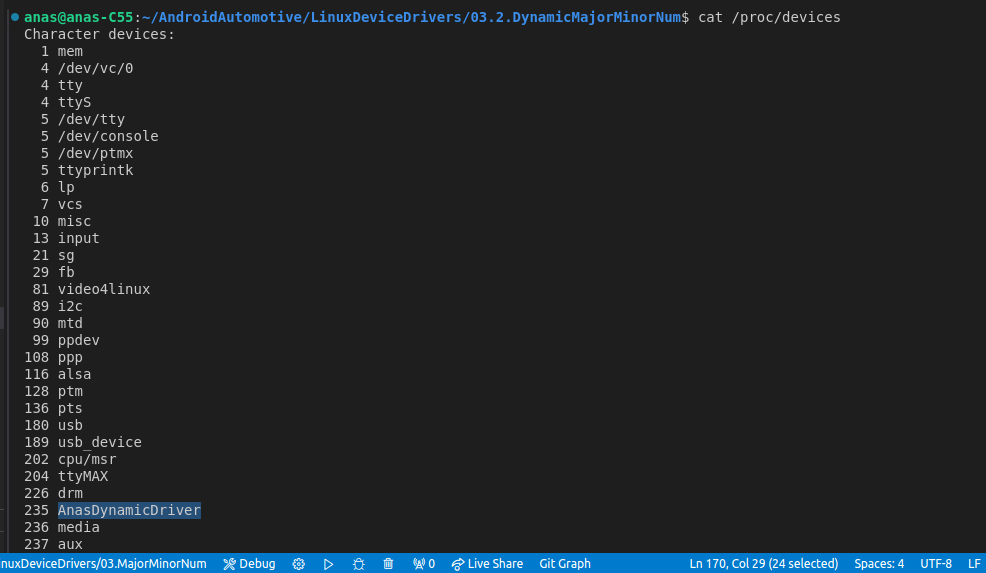 anas@anas-C55:~/AndroidAutomotive/LinuxDeviceDrivers/03.2.DynamicMajorMinorNum$ cat /proc/devices
Character devices:
1 mem
4 /dev/vc/0
4 tty
4 ttyS
5 /dev/tty
5 /dev/console
5 /dev/ptmx
5 ttyprintk
6 lp
7 vcs
10 misc
13 input
21 sg
29 fb
81 video4linux
89 i2c
90 mtd
99 ppdev
108 ppp
116 alsa
128 ptm
136 pts
180 usb
189 usb_device
202 cpu/msr
204 ttyMAX
226 drm
235 AnasDynamicDriver
236 media
237 aux
nuxDeviceDrivers/03.MajorMinorNum Debug 0 Live Share Git Graph Ln 170, Col 29 (24 selected) Spaces: 4 UTF-8 LF